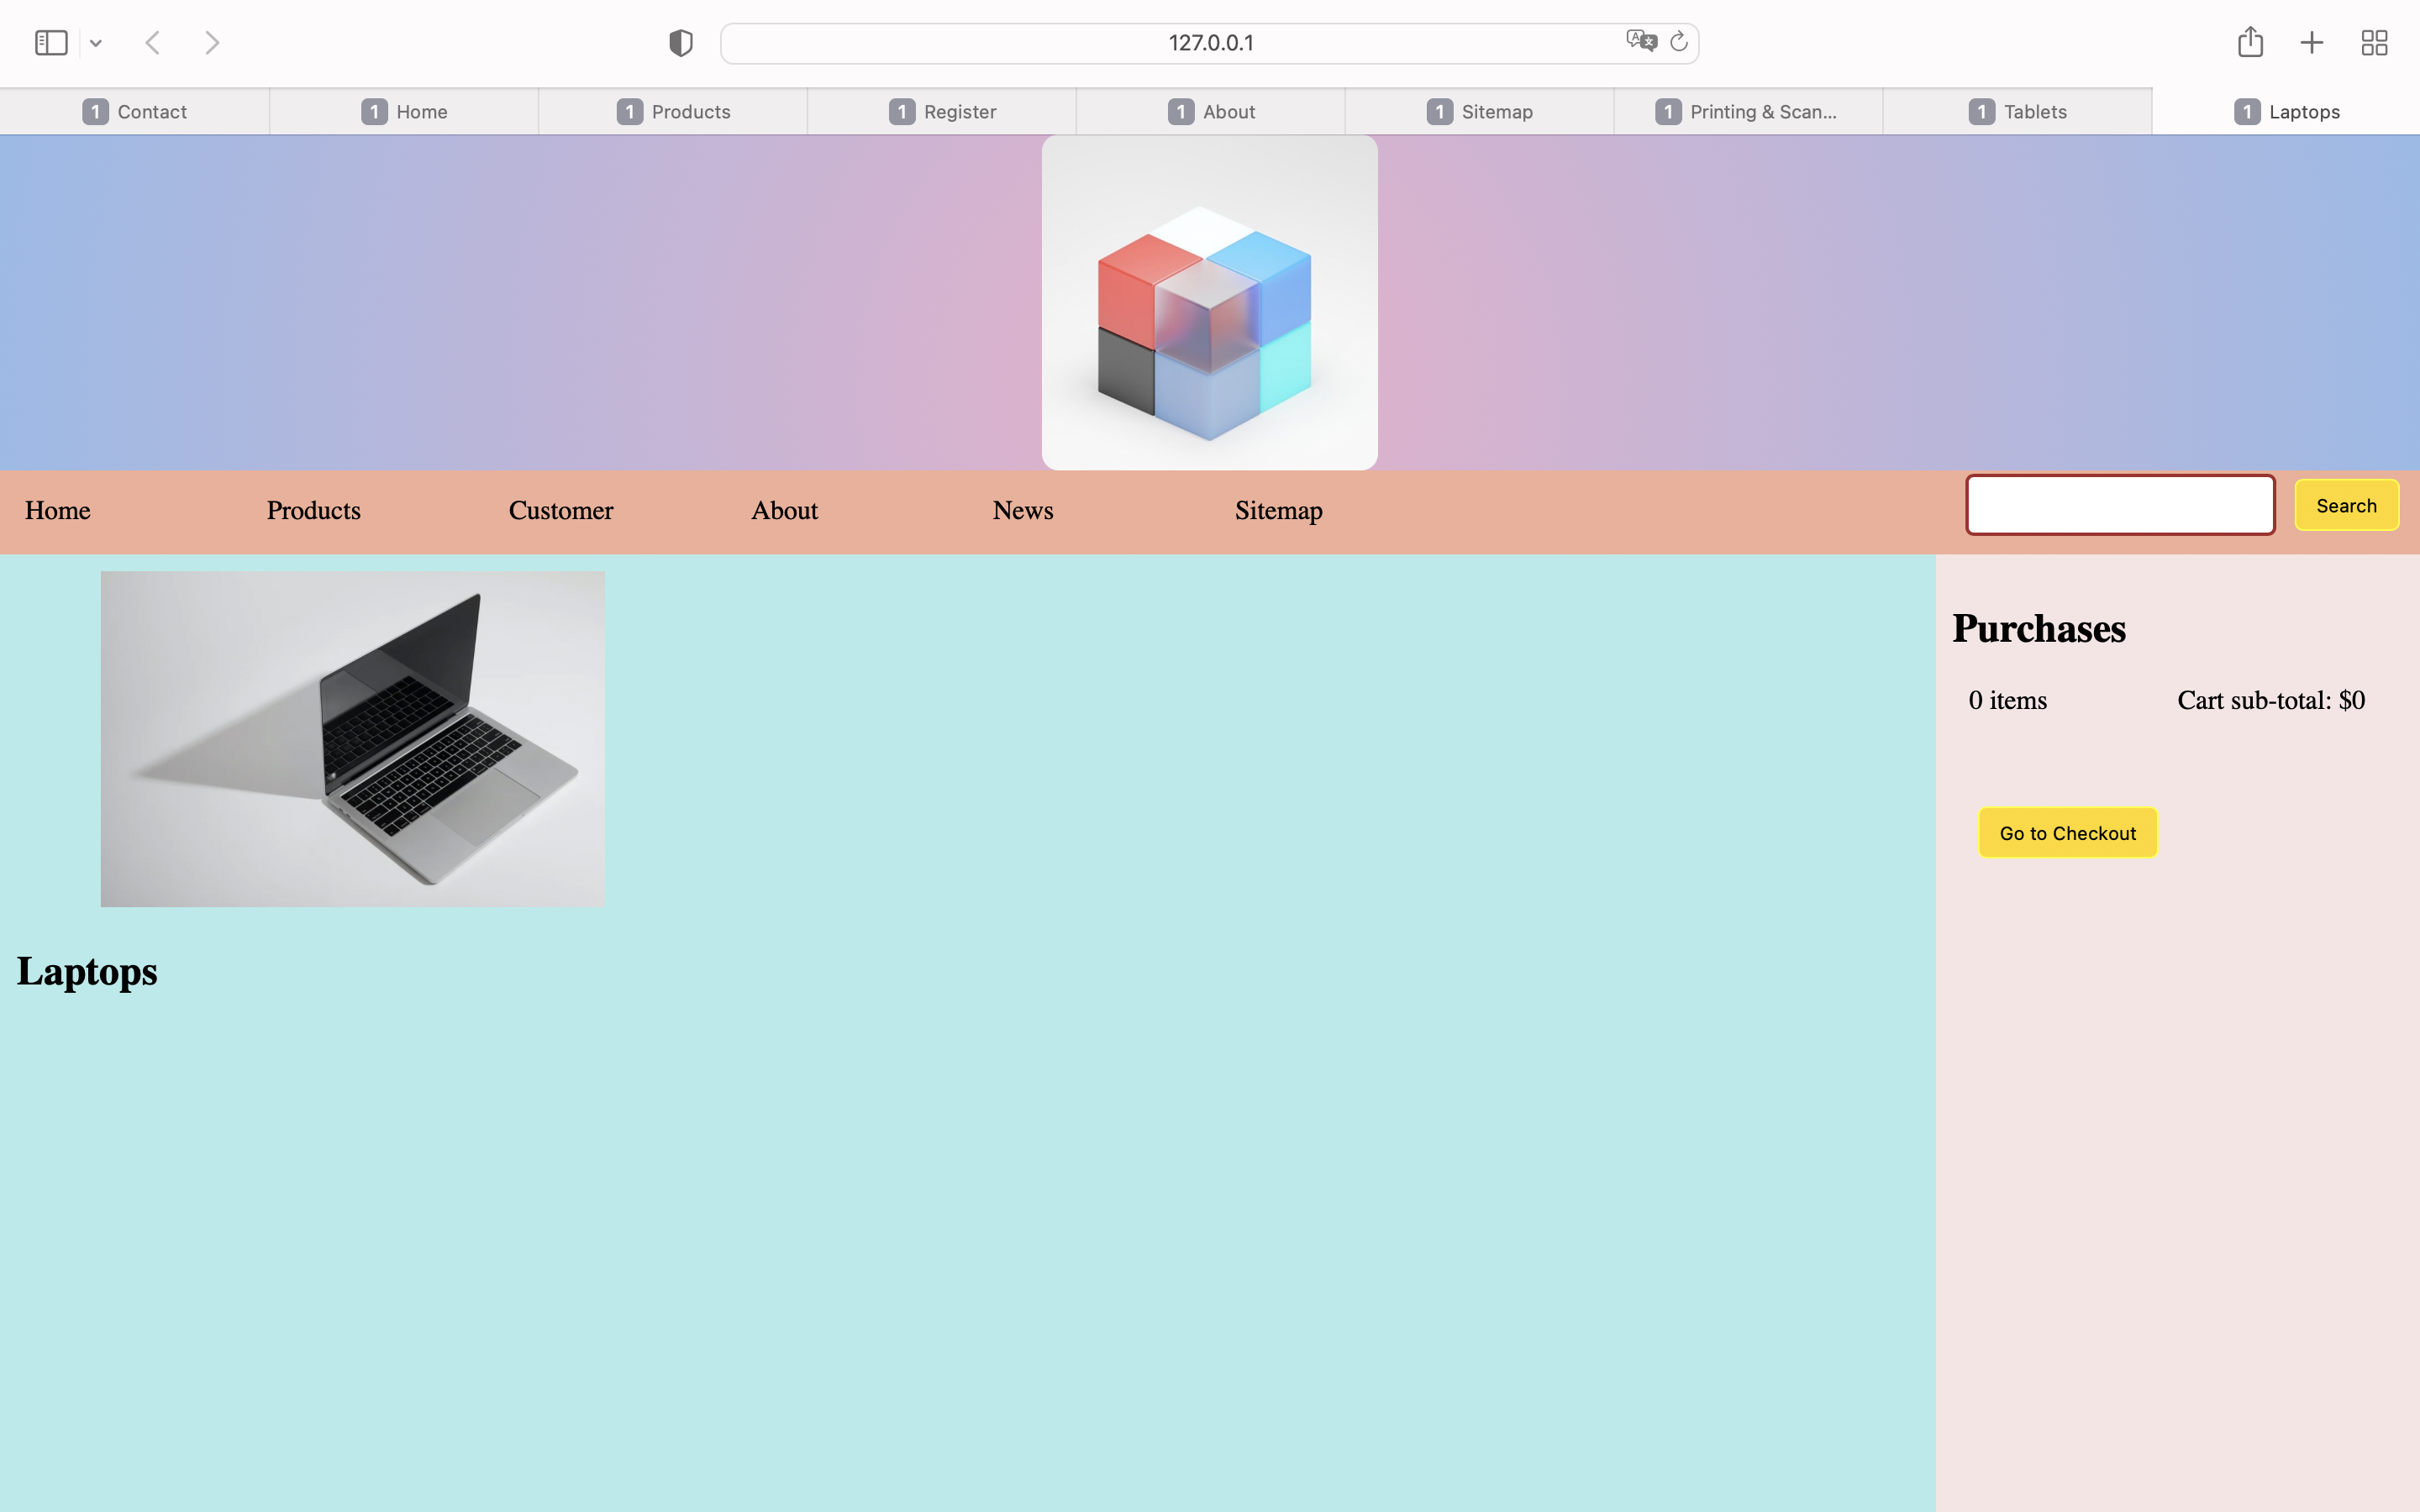 127.0.0.1
1 Contact
1 Home
1 Products
1 Register
1 About
1 Sitemap
1 Printing & Scan...
1 Tablets
1 Laptops
Home Products Customer About News Sitemap Search
Purchases
0 items Cart sub-total: $0
Go to Checkout
Laptops